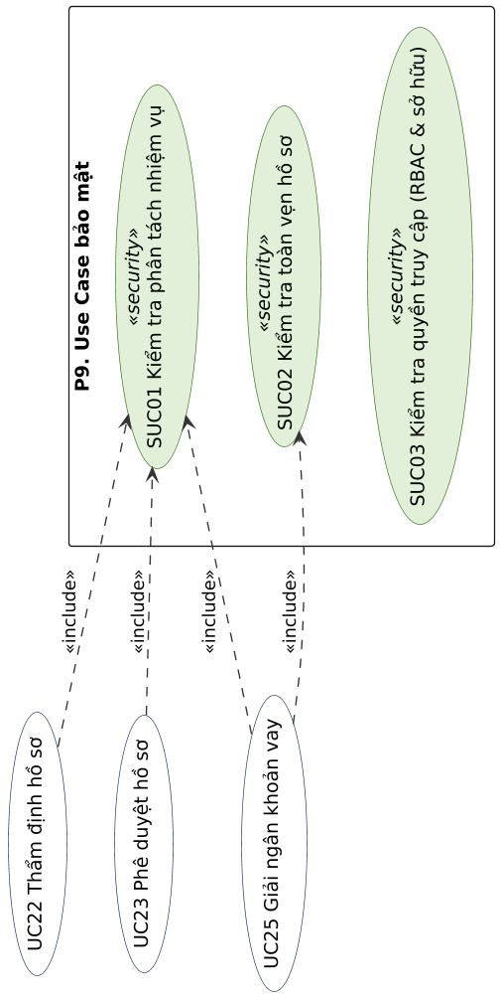 P9. Use Case bảo mật
«security»
SUC01 Kiểm tra phân tách nhiệm vụ
«security»
SUC02 Kiểm tra toàn vẹn hồ sơ
«security»
SUC03 Kiểm tra quyền truy cập (RBAC & sở hữu)
«include»
«include»
«include»
«include»
UC22 Thẩm định hồ sơ
UC23 Phê duyệt hồ sơ
UC25 Giải ngân khoản vay